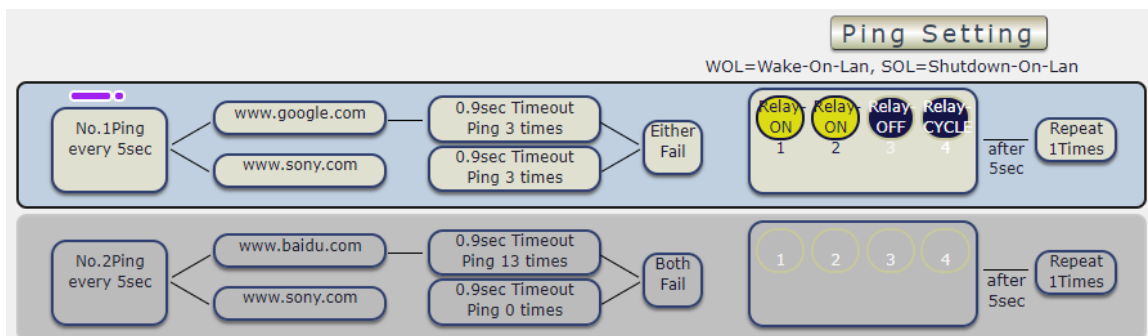 Ping Setting
WOL=Wake-On-Lan, SOL=Shutdown-On-Lan
No.1Ping
every 5sec
www.google.com
www.sony.com
0.9sec Timeout
Ping 3 times
0.9sec Timeout
Ping 3 times
Either
Fail
Relay-
ON
1
Relay-
ON
2
Relay-
OFF
3
Relay-
CYCLE
4
after
5sec
Repeat
1Times
No.2Ping
every 5sec
www.baidu.com
www.sony.com
0.9sec Timeout
Ping 13 times
0.9sec Timeout
Ping 0 times
Both
Fail
1
2
3
4
after
5sec
Repeat
1Times